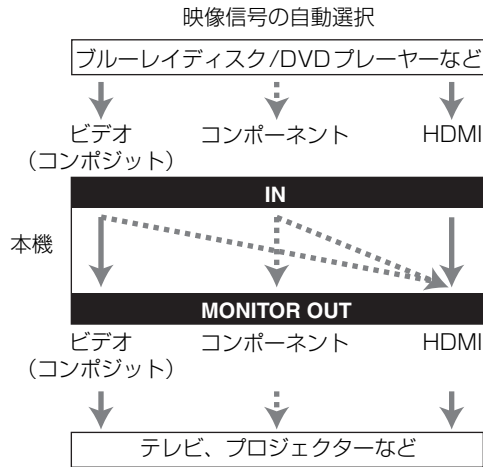 映像信号の自動選択
ブルーレイディスク/DVDプレーヤーなど
ビデオ
(コンポジット)
コンポーネント
HDMI
IN
本機
MONITOR OUT
ビデオ
(コンポジット)
コンポーネント
HDMI
テレビ、プロジェクターなど